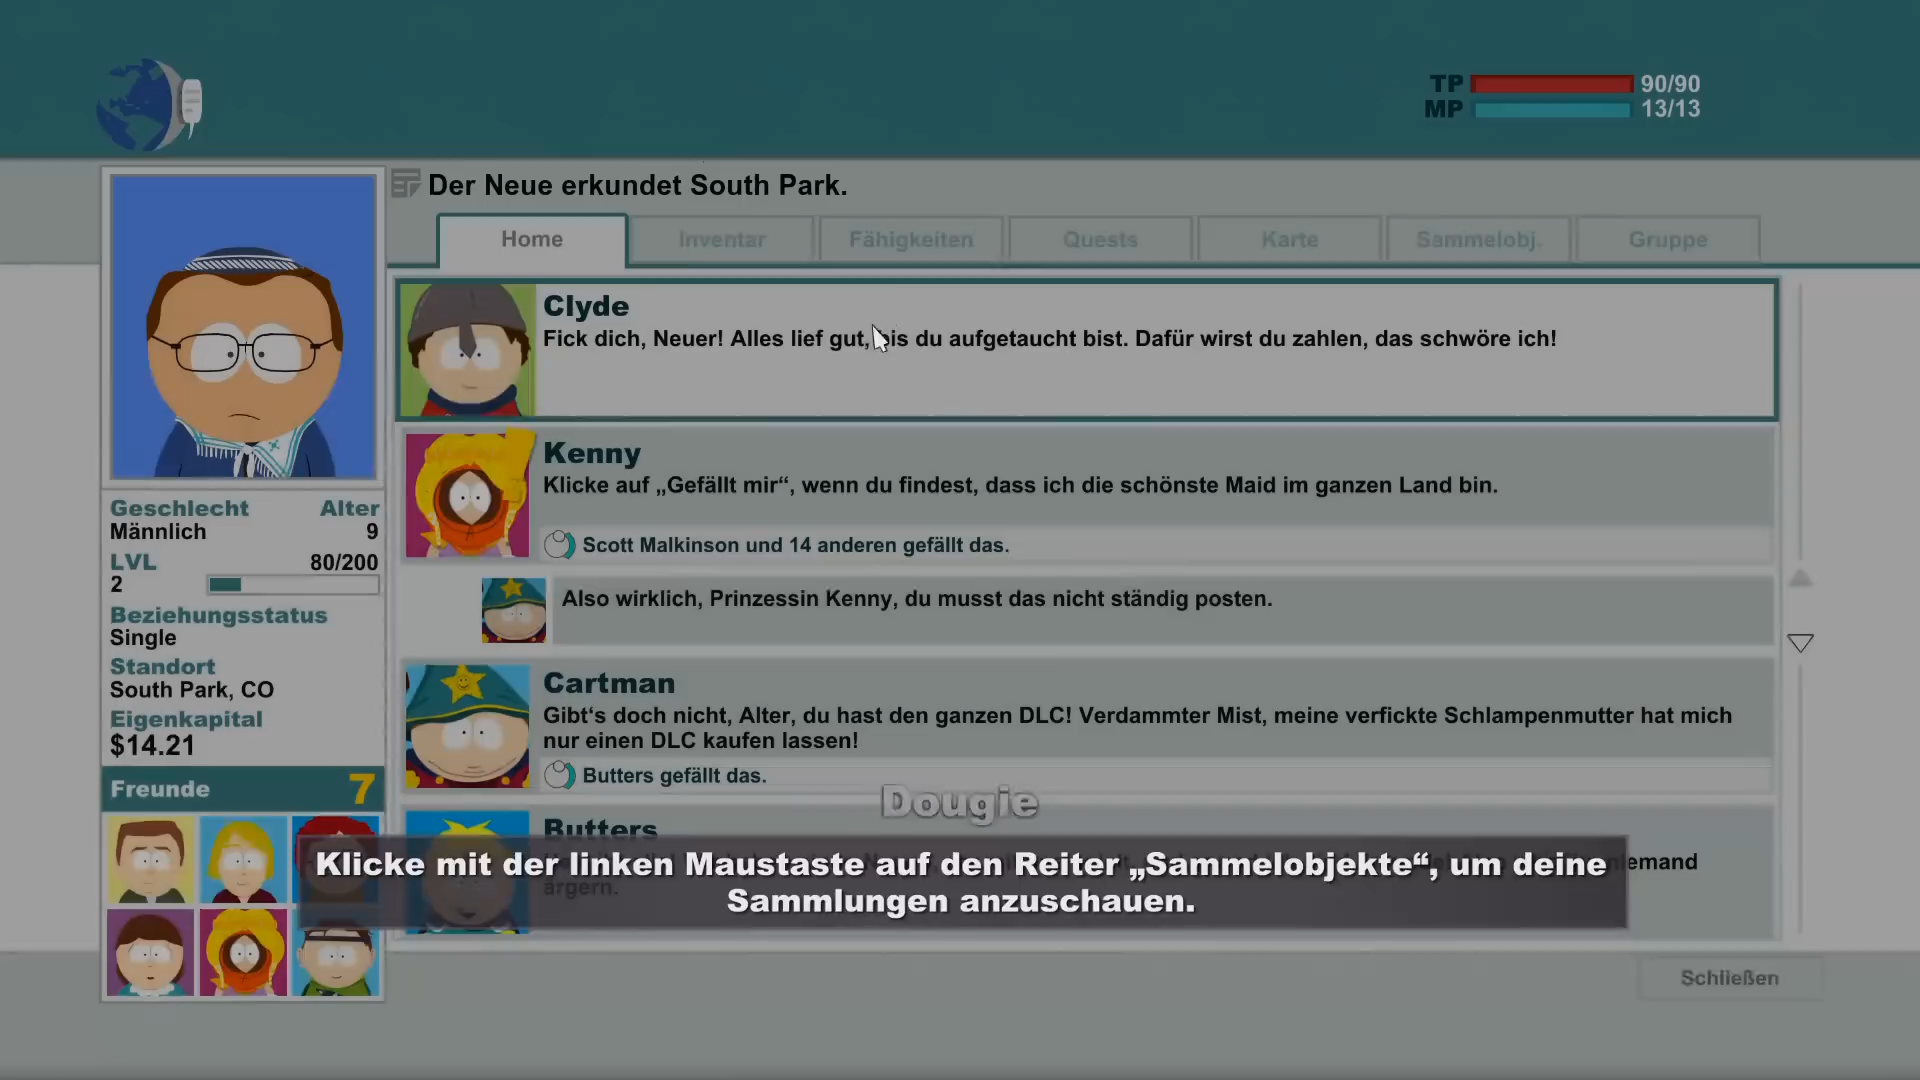 TP 90/90
MP 13/13
Der Neue erkundet South Park.
Home Inventar Fähigkeiten Quests Karte Sammelobj. Gruppe
Clyde
Fick dich, Neuer! Alles lief gut, bis du aufgetaucht bist. Dafür wirst du zahlen, das schwöre ich!
Kenny
Klicke auf „Gefällt mir“, wenn du findest, dass ich die schönste Maid im ganzen Land bin.
Scott Malkinson und 14 anderen gefällt das.
Also wirklich, Prinzessin Kenny, du musst das nicht ständig posten.
Cartman
Gibt‘s doch nicht, Alter, du hast den ganzen DLC! Verdammter Mist, meine verfickte Schlampenmutter hat mich
nur einen DLC kaufen lassen!
Butters gefällt das.
Butters
ärgern.
Geschlecht Alter
Männlich 9
LVL 80/200
2
Beziehungsstatus
Single
Standort
South Park, CO
Eigenkapital
$14.21
Freunde 7
Dougie
Klicke mit der linken Maustaste auf den Reiter „Sammelobjekte“, um deine
Sammlungen anzuschauen.
Schließen